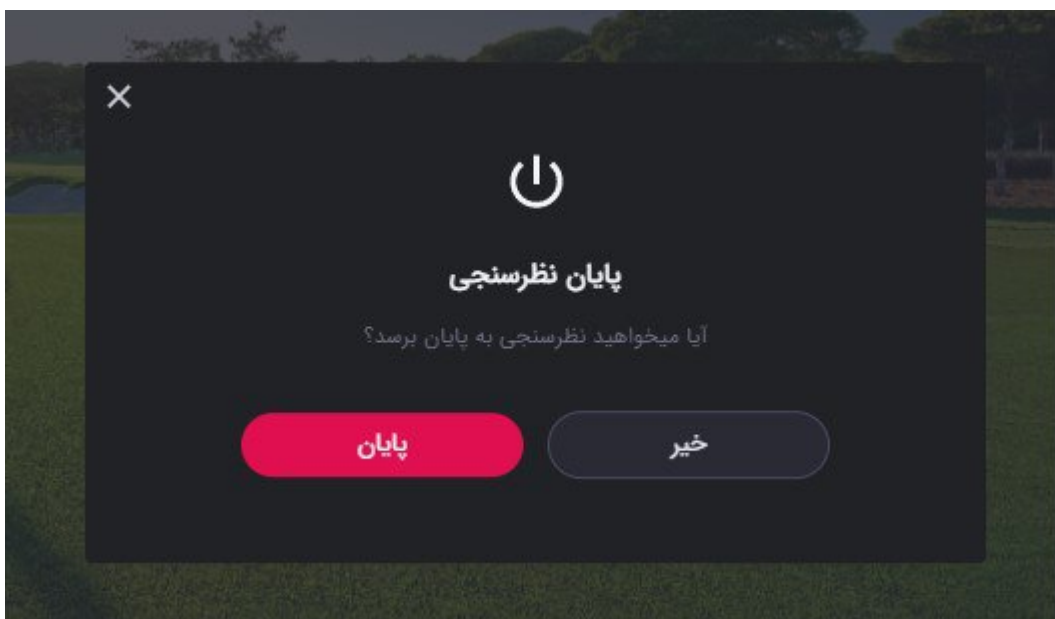 پایان نظرسنجی
آیا میخواهید نظرسنجی به پایان برسد؟
خیر
پایان